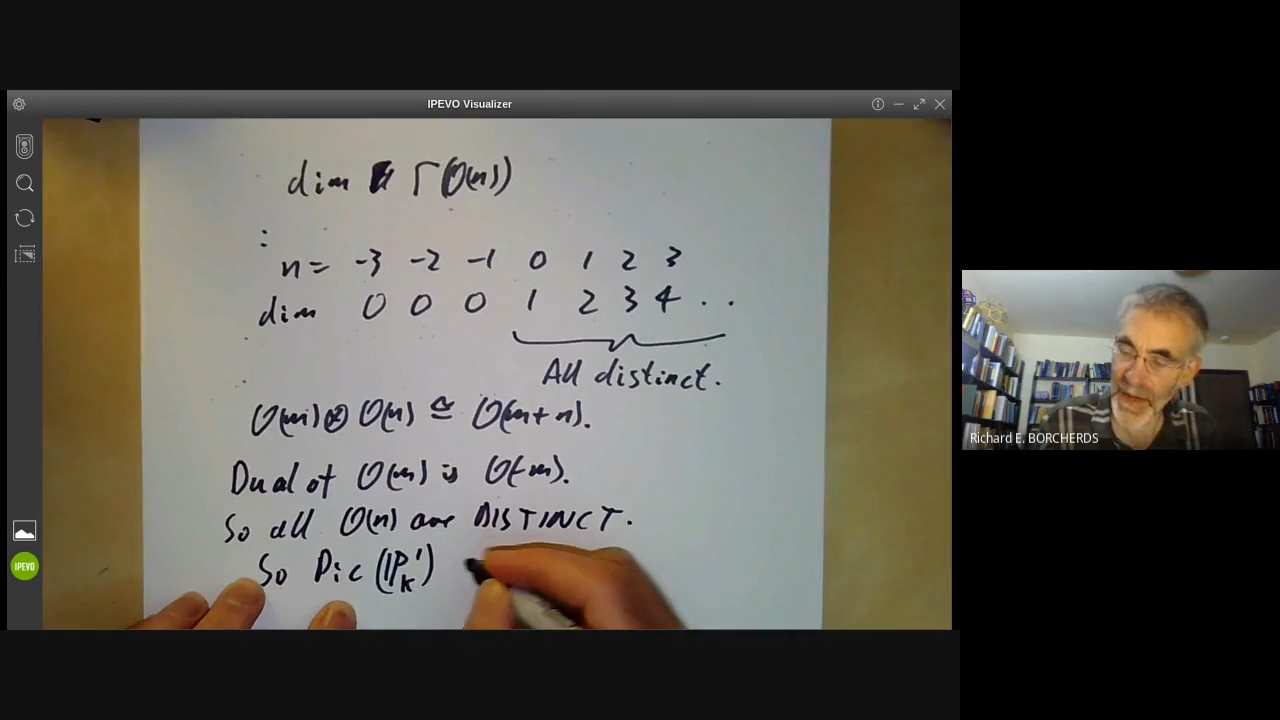 IPEVO Visualizer
dim Γ(O(n))
:
n = -3 -2 -1 0 1 2 3
dim 0 0 0 1 2 3 4 . .
All distinct.
O(m) ⊗ O(n) ≅ O(m+n).
Dual of O(m) is O(-m).
So all O(n) are DISTINCT.
So Pic(ℙ¹ₖ)
IPEVO
Richard E. BORCHERDS